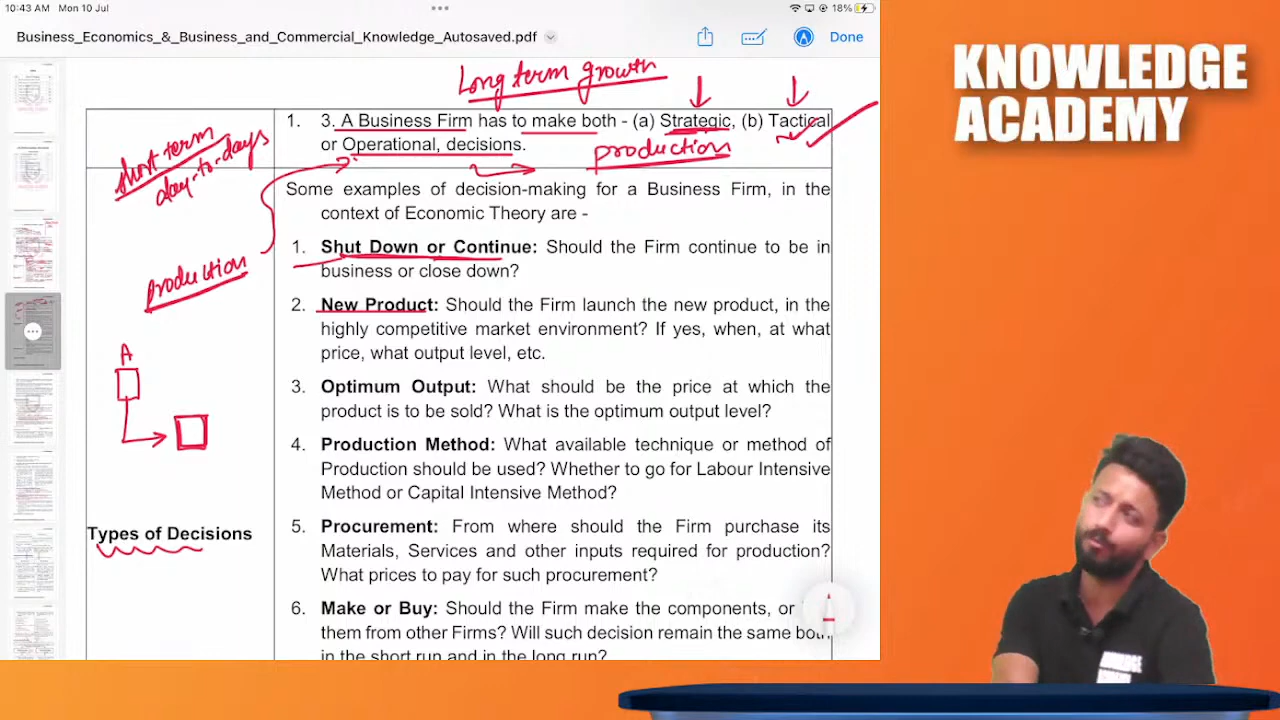 10:43 AM Mon 10 Jul
18%
Business_Economics_&_Business_and_Commercial_Knowledge_Autosaved.pdf
Done
KNOWLEDGE
ACADEMY
Long term growth
1. 3. A Business Firm has to make both - (a) Strategic, (b) Tactical
or Operational, decisions.
production
short term
day-to-days
Some examples of decision-making for a Business Firm, in the
context of Economic Theory are -
1. Shut Down or Continue: Should the Firm continue to be in
business or close down?
production
2. New Product: Should the Firm launch the new product, in the
highly competitive market environment? If yes, when, at what
price, what output level, etc.
A
3. Optimum Output: What should be the price at which the
product is to be sold? What is the optimum output level?
4. Production Method: What available technique or method of
Production should be used? Whether to go for Labour Intensive
Method or Capital Intensive Method?
Types of Decisions
5. Procurement: From where should the Firm purchase its
Materials, Services and other inputs required for production?
What prices to pay for such procurement?
6. Make or Buy: Should the Firm make the components, or
them from other Firms? Will such decision remain the same both
in the short run and in the long run?
KNOWLEDGE